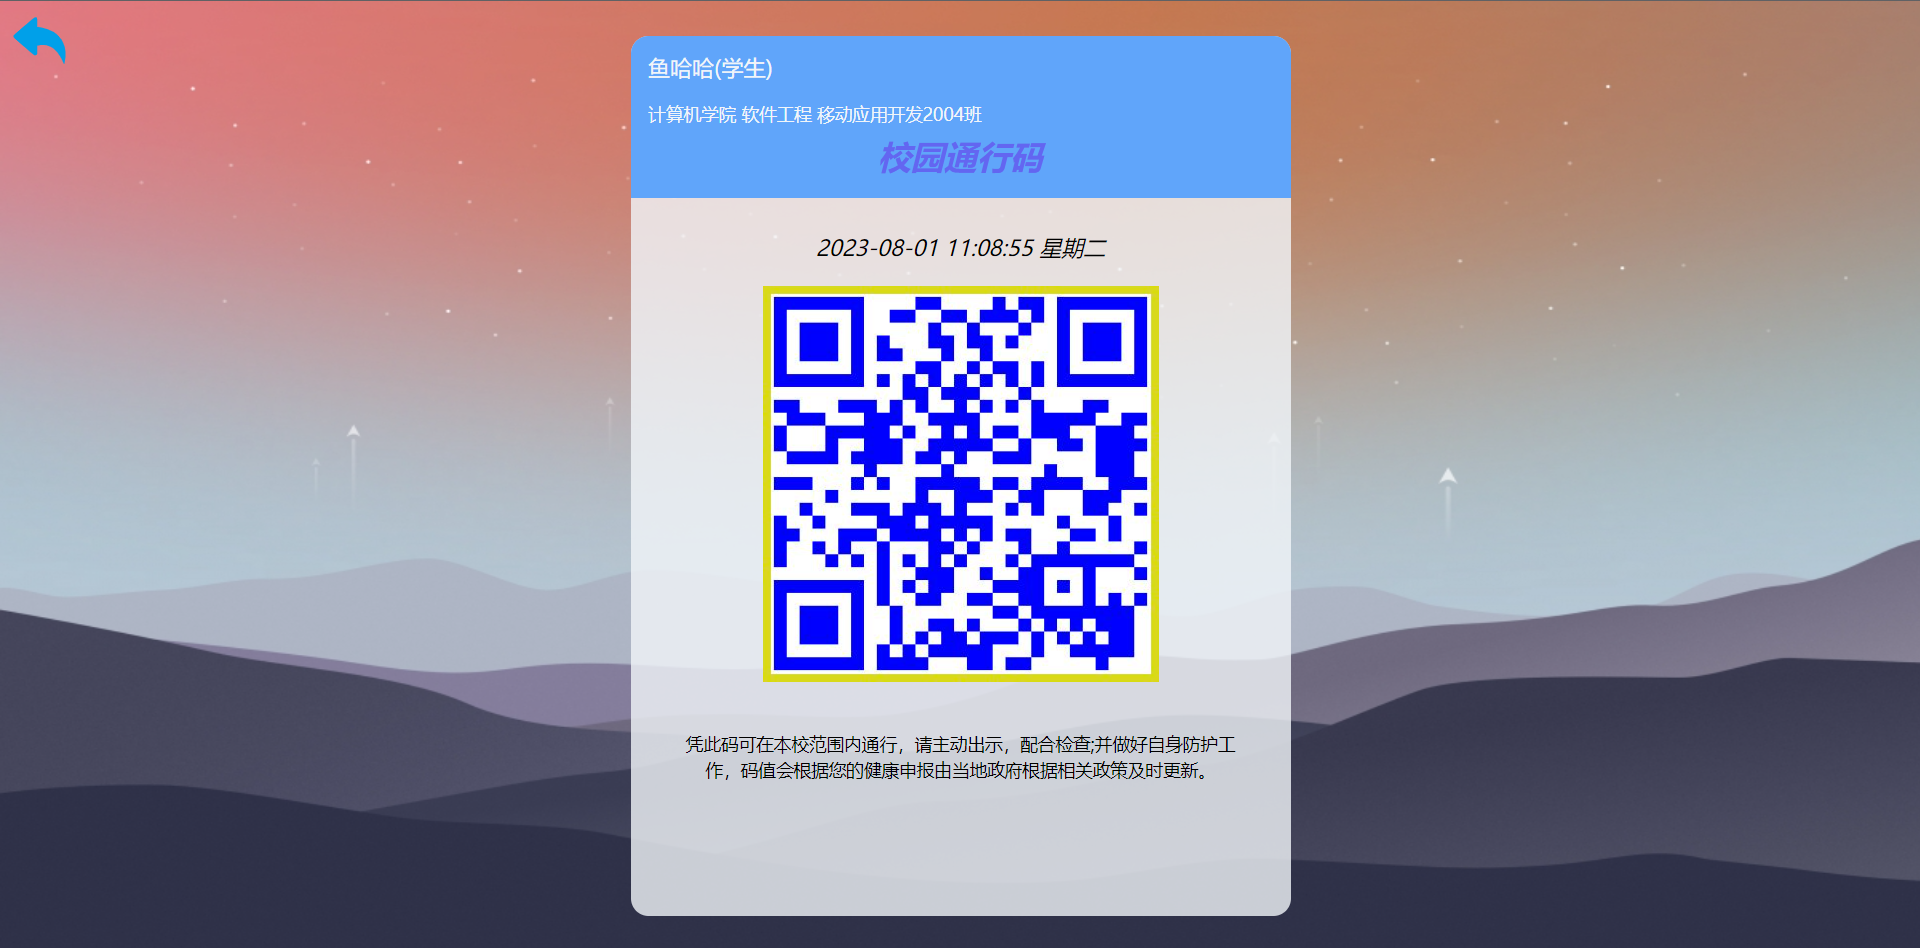 鱼哈哈(学生)
计算机学院 软件工程 移动应用开发2004班
校园通行码
2023-08-01 11:08:55 星期二
凭此码可在本校范围内通行，请主动出示，配合检查;并做好自身防护工
作，码值会根据您的健康申报由当地政府根据相关政策及时更新。